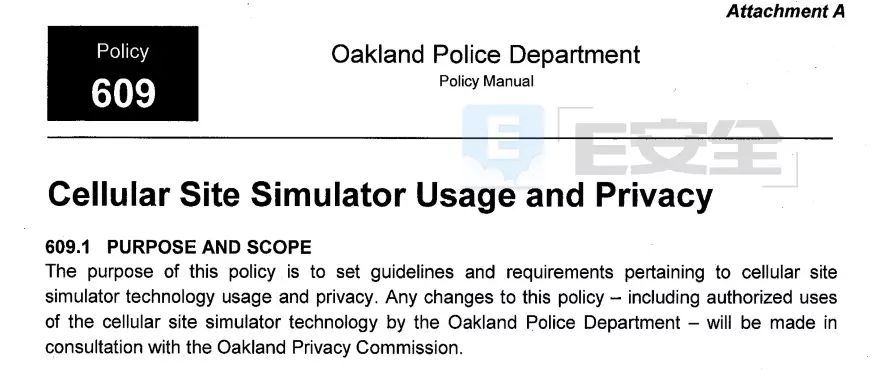 Attachment A
Policy
609
Oakland Police Department
Policy Manual
E安全
Cellular Site Simulator Usage and Privacy
609.1 PURPOSE AND SCOPE
The purpose of this policy is to set guidelines and requirements pertaining to cellular site
simulator technology usage and privacy. Any changes to this policy – including authorized uses
of the cellular site simulator technology by the Oakland Police Department – will be made in
consultation with the Oakland Privacy Commission.